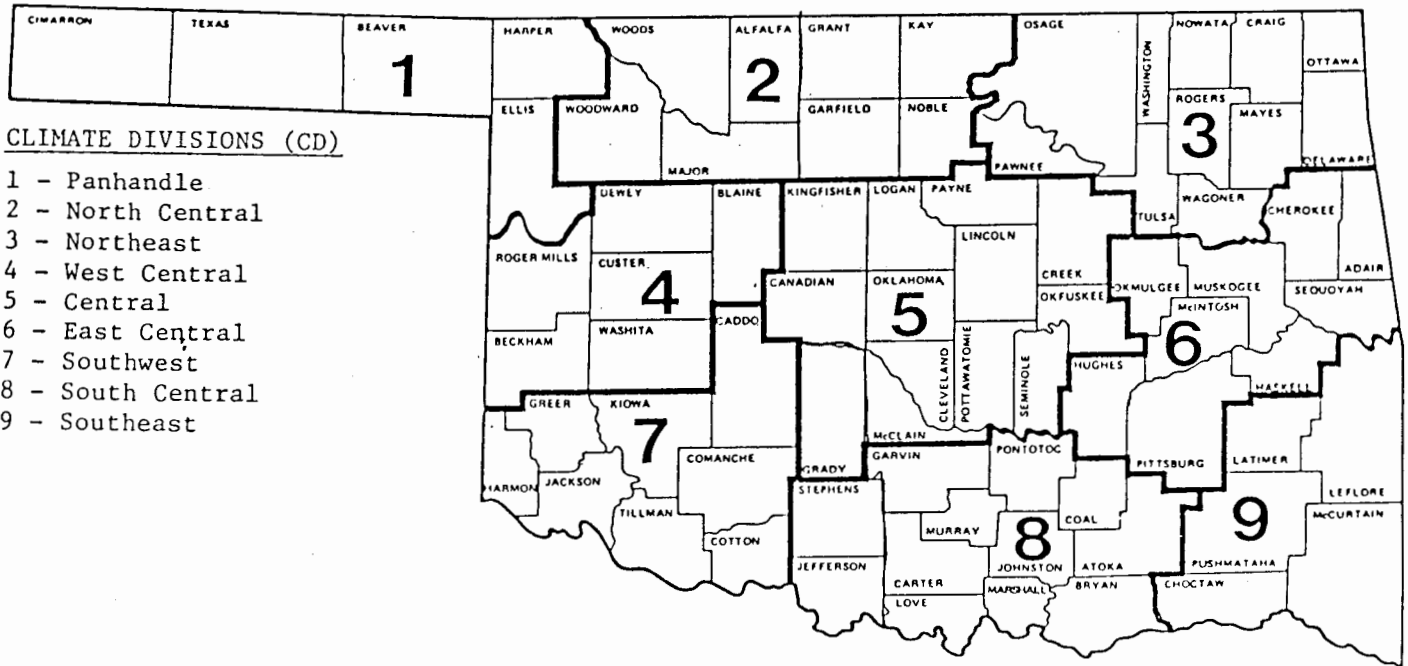 CIMARRON
TEXAS
BEAVER
HARPER
WOODS
ALFALFA
GRANT
KAY
OSAGE
NOWATA
CRAIG
1
2
WASHINGTON
OTTAWA
ELLIS
WOODWARD
GARFIELD
NOBLE
ROGERS
MAYES
3
CLIMATE DIVISIONS (CD)
1 - Panhandle
2 - North Central
3 - Northeast
4 - West Central
5 - Central
6 - East Central
7 - Southwest
8 - South Central
9 - Southeast
MAJOR
PAWNEE
DELAWARE
DEWEY
BLAINE
KINGFISHER
LOGAN
PAYNE
TULSA
WAGONER
CHEROKEE
LINCOLN
ROGER MILLS
CUSTER
CANADIAN
OKLAHOMA
CREEK
OKMULGEE
MUSKOGEE
ADAIR
4
5
OKFUSKEE
McINTOSH
SEQUOYAH
WASHITA
CADDO
BECKHAM
6
HUGHES
CLEVELAND
POTTAWATOMIE
SEMINOLE
HASKELL
GREER
KIOWA
7
McCLAIN
GARVIN
PONTOTOC
COMANCHE
GRADY
PITTSBURG
LATIMER
HARMON
JACKSON
STEPHENS
LEFLORE
TILLMAN
COAL
9
McCURTAIN
MURRAY
8
COTTON
JEFFERSON
JOHNSTON
ATOKA
PUSHMATAHA
CARTER
MARSHALL
BRYAN
CHOCTAW
LOVE